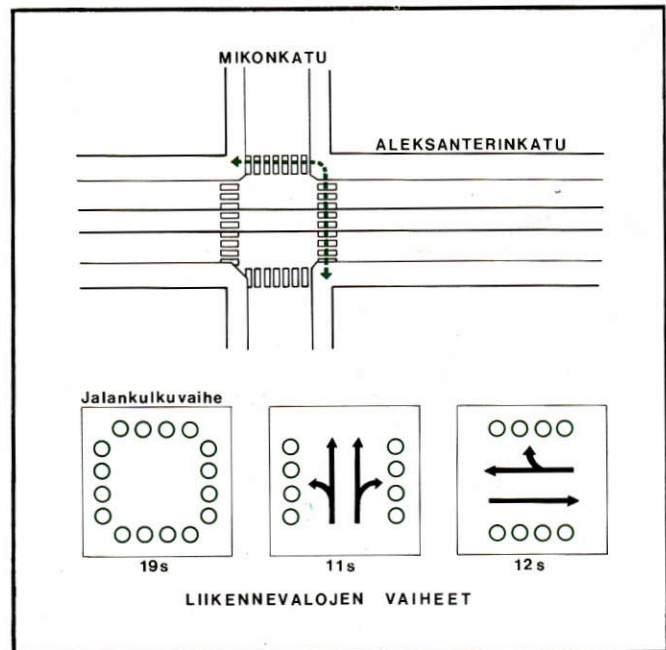 MIKONKATU
ALEKSANTERINKATU
Jalankulkuvaihe
19s
11s
12s
LIIKENNEVALOJEN VAIHEET